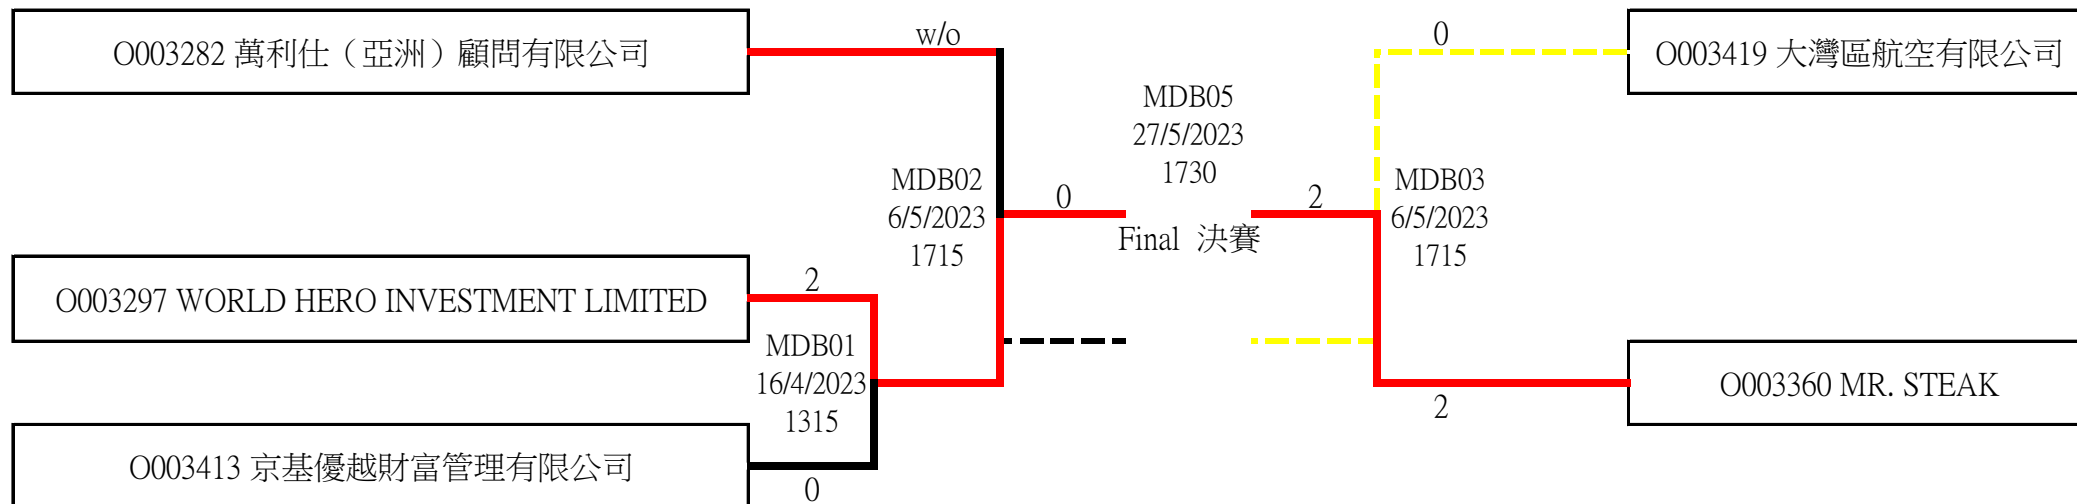 O003282 萬利仕（亞洲）顧問有限公司
w/o
0
O003419 大灣區航空有限公司
MDB05
27/5/2023
1730
MDB02
6/5/2023
1715
0
2
MDB03
6/5/2023
1715
Final 決賽
O003297 WORLD HERO INVESTMENT LIMITED
2
MDB01
16/4/2023
1315
O003360 MR. STEAK
2
O003413 京基優越財富管理有限公司
0